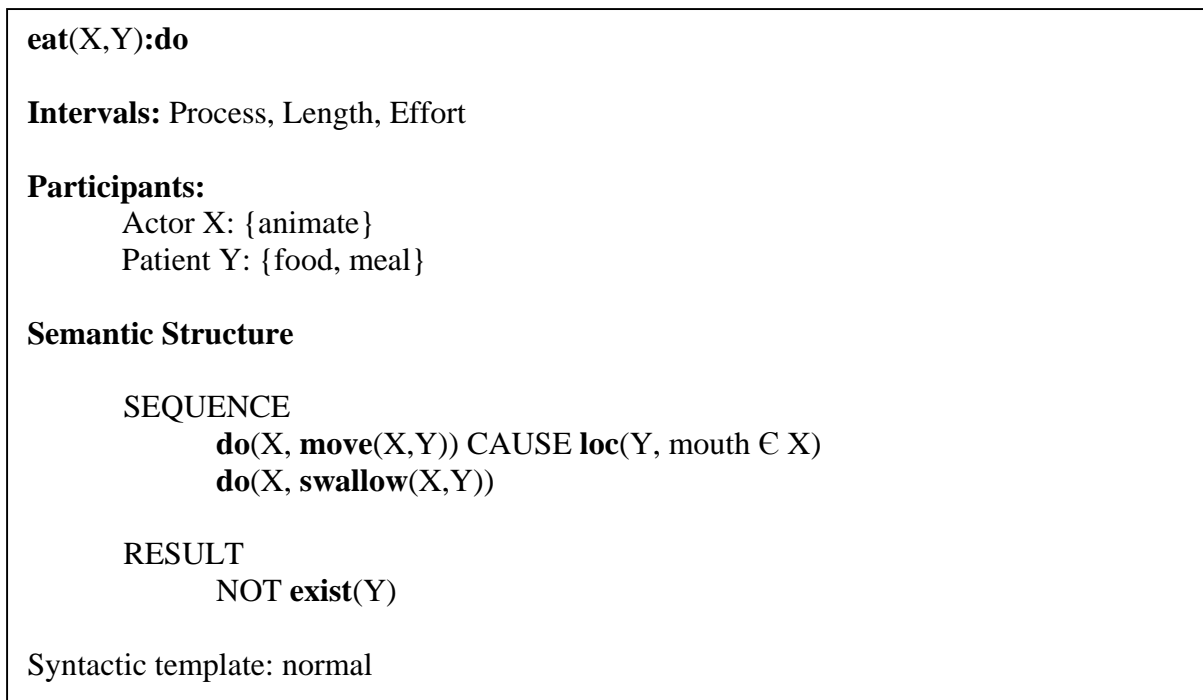 eat(X,Y):do
Intervals: Process, Length, Effort
Participants:
Actor X: {animate}
Patient Y: {food, meal}
Semantic Structure
SEQUENCE
do(X, move(X,Y)) CAUSE loc(Y, mouth Є X)
do(X, swallow(X,Y))
RESULT
NOT exist(Y)
Syntactic template: normal